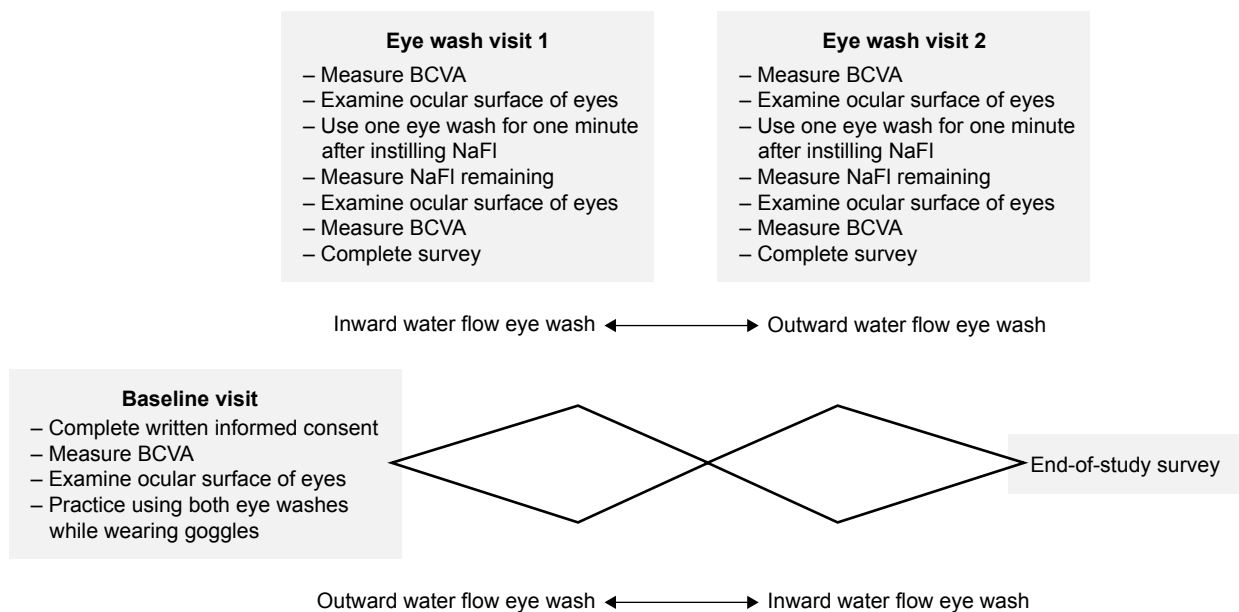 Eye wash visit 1
– Measure BCVA
– Examine ocular surface of eyes
– Use one eye wash for one minute
after instilling NaFl
– Measure NaFl remaining
– Examine ocular surface of eyes
– Measure BCVA
– Complete survey
Eye wash visit 2
– Measure BCVA
– Examine ocular surface of eyes
– Use one eye wash for one minute
after instilling NaFl
– Measure NaFl remaining
– Examine ocular surface of eyes
– Measure BCVA
– Complete survey
Inward water flow eye wash
Outward water flow eye wash
Baseline visit
– Complete written informed consent
– Measure BCVA
– Examine ocular surface of eyes
– Practice using both eye washes
while wearing goggles
End-of-study survey
Outward water flow eye wash
Inward water flow eye wash